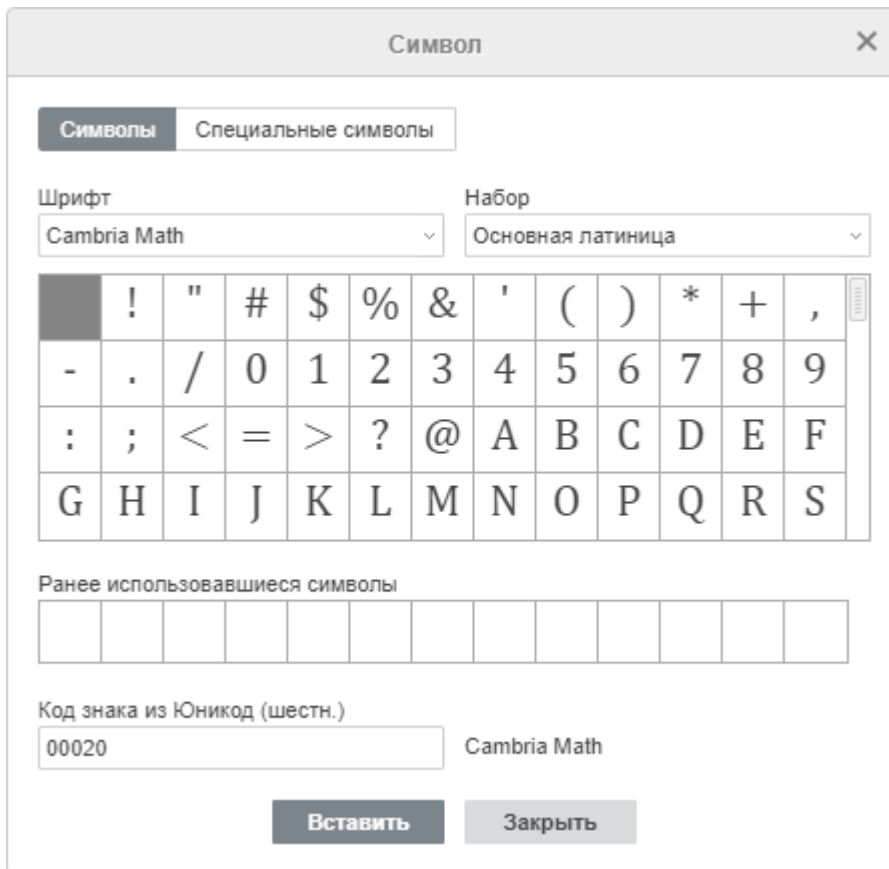 Символ
Символы Специальные символы
Шрифт Набор
Cambria Math Основная латиница
! " # $ % & ' ( ) * + ,
- . / 0 1 2 3 4 5 6 7 8 9
: ; < = > ? @ A B C D E F
G H I J K L M N O P Q R S
Ранее использовавшиеся символы
Код знака из Юникод (шестн.)
00020 Cambria Math
Вставить Закрыть